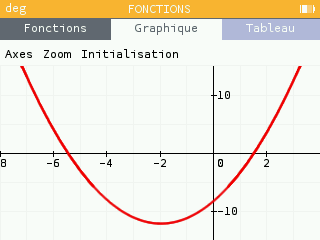 deg FONCTIONS
Fonctions Graphique Tableau
Axes Zoom Initialisation
10
-8 -6 -4 -2 0 2
-10